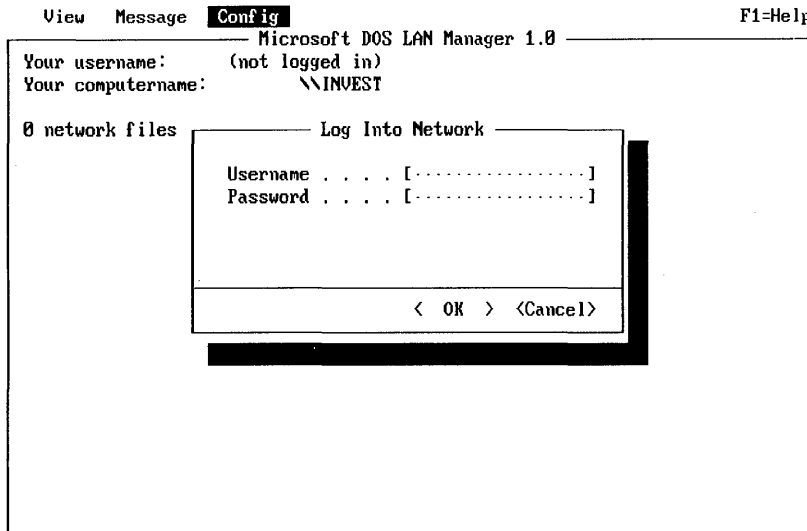 View Message Config F1=Help
Microsoft DOS LAN Manager 1.0
Your username: (not logged in)
Your computername: \\INVEST
0 network files
Log Into Network
Username . . . . [·················]
Password . . . . [·················]
< OK > <Cancel>